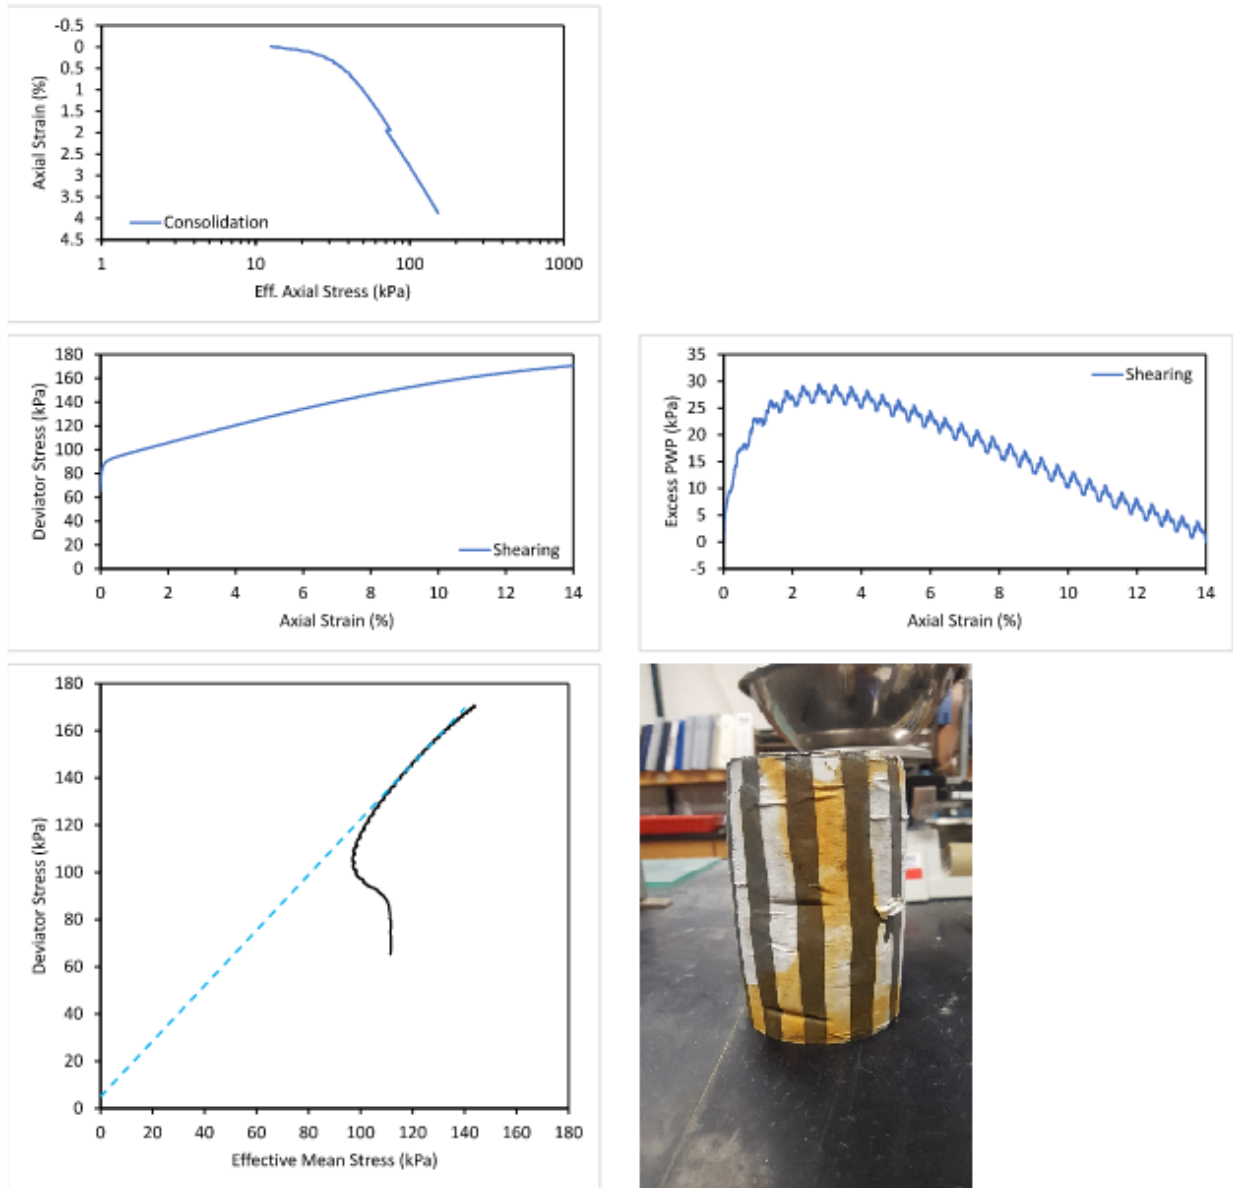 -0.5
0
0.5
1
1.5
2
2.5
3
3.5
4
4.5
Axial Strain (%)
Consolidation
1 10 100 1000
Eff. Axial Stress (kPa)
180
160
140
120
100
80
60
40
20
0
Deviator Stress (kPa)
Shearing
0 2 4 6 8 10 12 14
Axial Strain (%)
35
30
25
20
15
10
5
0
-5
Excess PWP (kPa)
Shearing
0 2 4 6 8 10 12 14
Axial Strain (%)
180
160
140
120
100
80
60
40
20
0
Deviator Stress (kPa)
0 20 40 60 80 100 120 140 160 180
Effective Mean Stress (kPa)